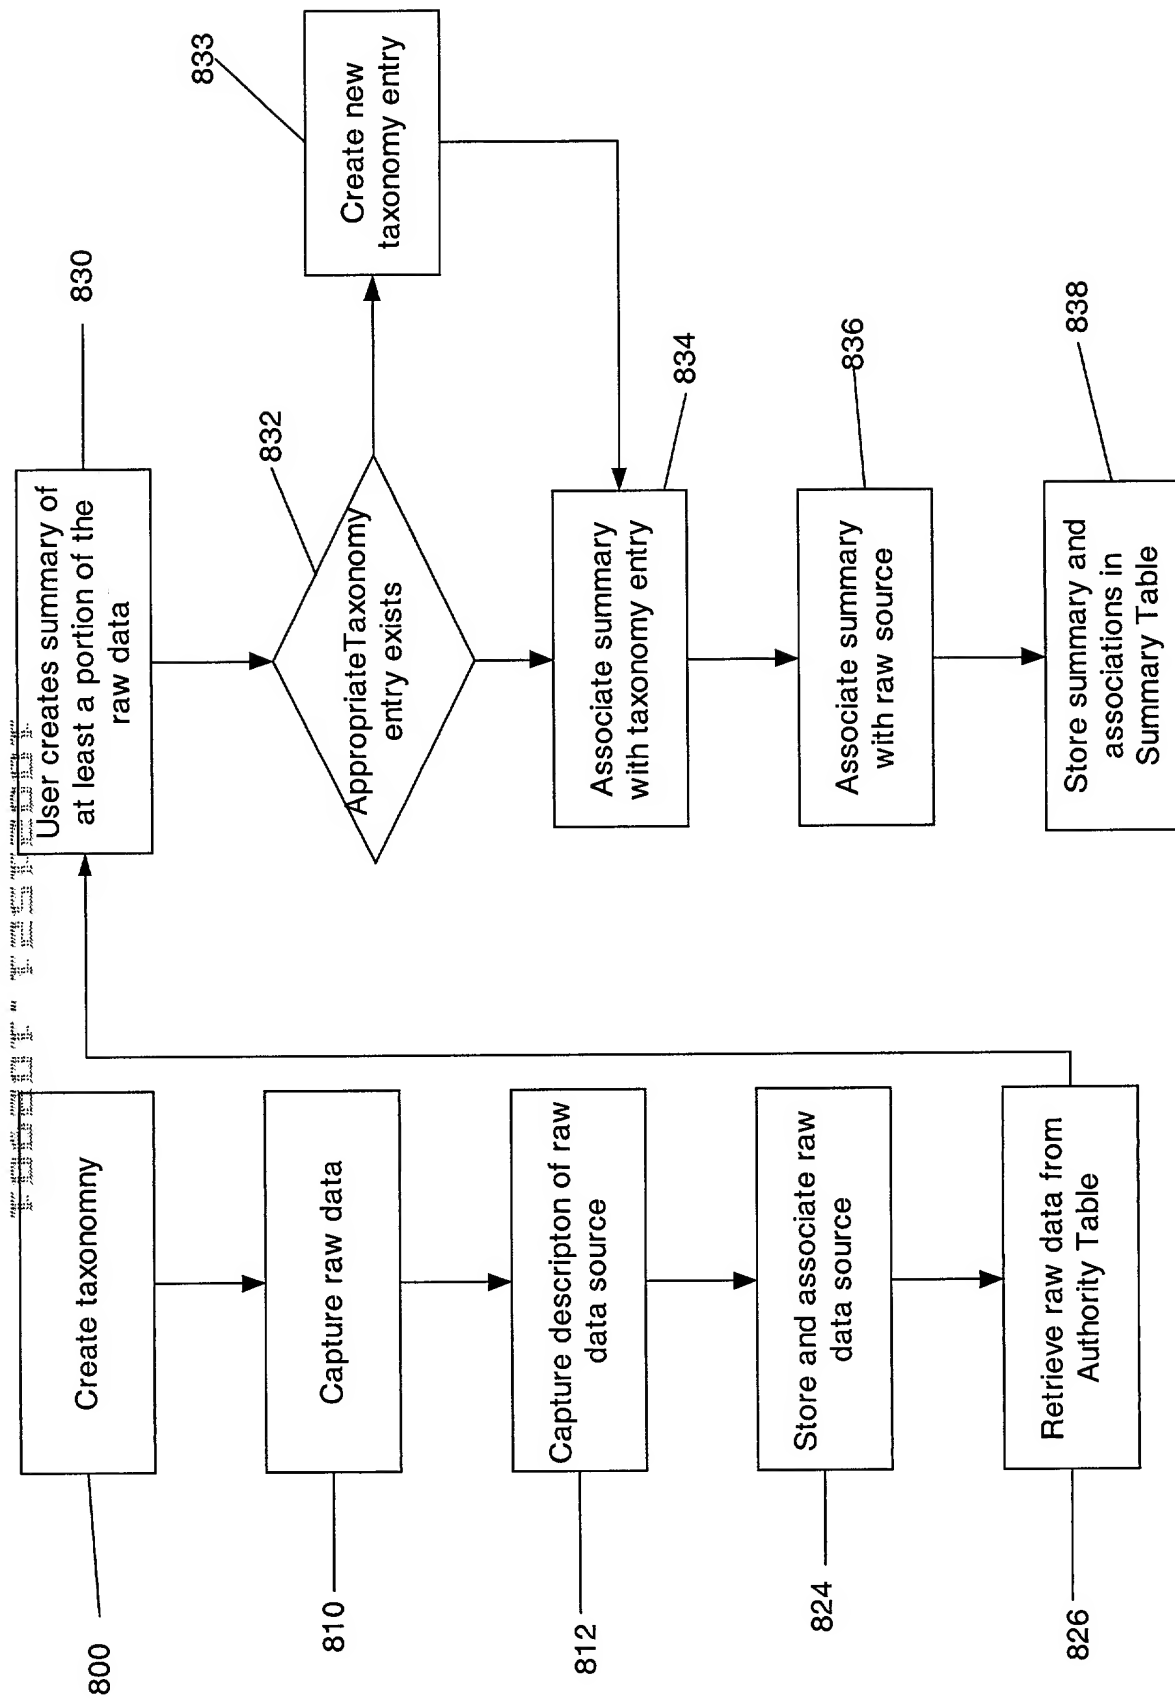 800
Create taxonomny
810
Capture raw data
812
Capture descripton of raw
data source
824
Store and associate raw
data source
826
Retrieve raw data from
Authority Table
830
User creates summary of
at least a portion of the
raw data
832
AppropriateTaxonomy
entry exists
833
Create new
taxonomy entry
834
Associate summary
with taxonomy entry
836
Associate summary
with raw source
838
Store summary and
associations in
Summary Table